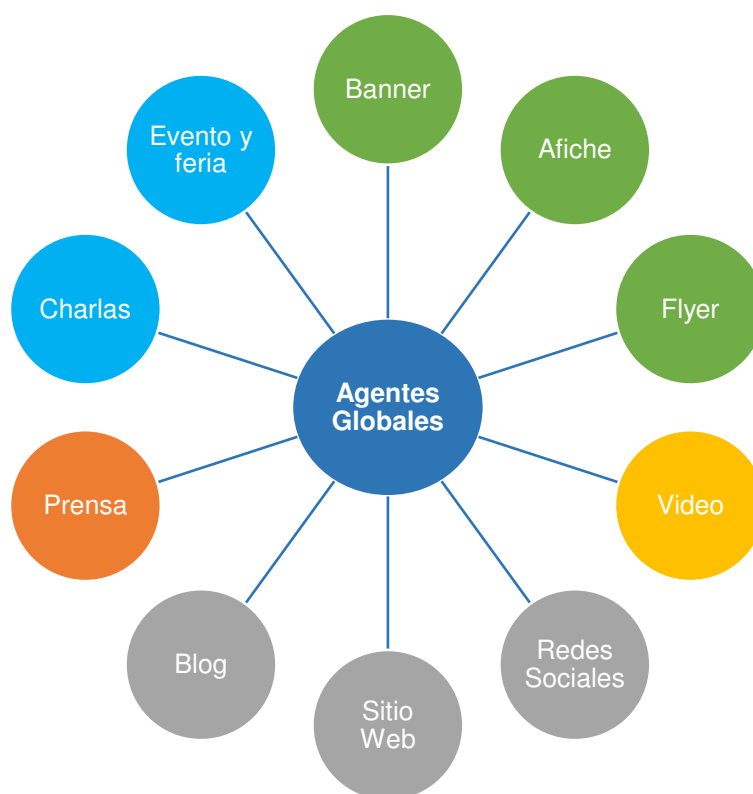 Banner
Afiche
Flyer
Video
Redes
Sociales
Sitio
Web
Blog
Prensa
Charlas
Evento y
feria
Agentes
Globales